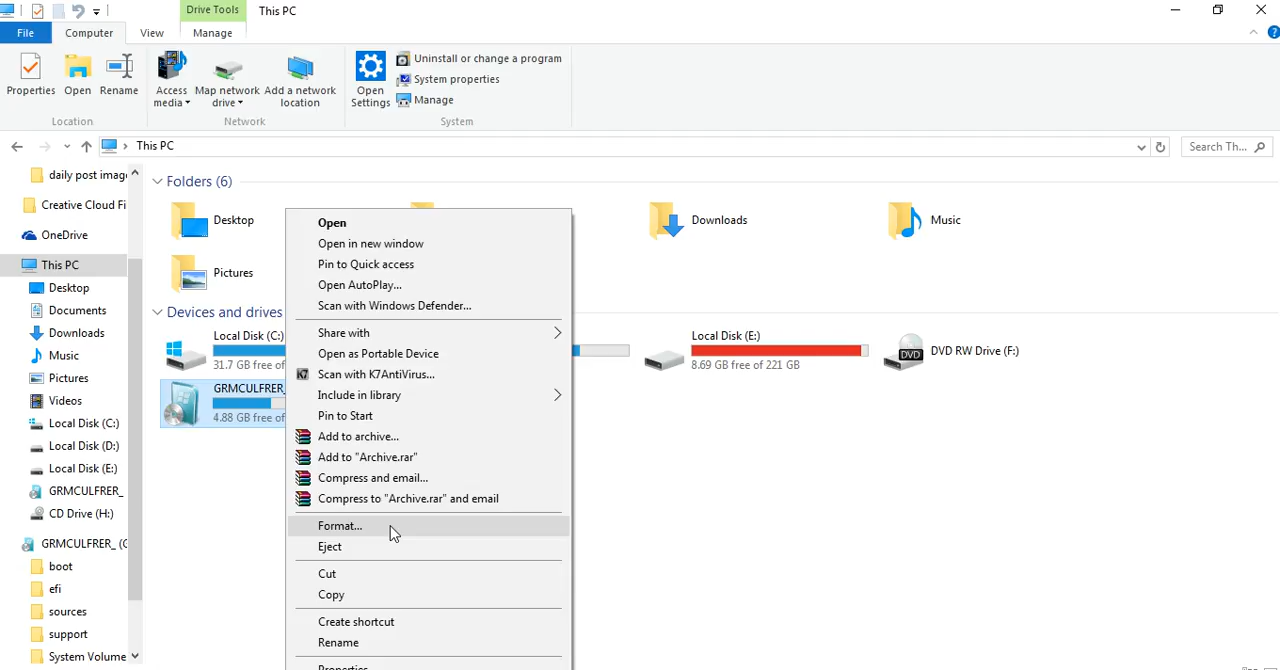 Drive Tools
This PC
File
Computer
View
Manage
Properties
Open
Rename
Access media
Map network drive
Add a network location
Open Settings
Uninstall or change a program
System properties
Manage
Location
Network
System
This PC
Search Th...
daily post image
Creative Cloud Fi
OneDrive
This PC
Desktop
Documents
Downloads
Music
Pictures
Videos
Local Disk (C:)
Local Disk (D:)
Local Disk (E:)
GRMCULFRER_
CD Drive (H:)
GRMCULFRER_ (G
boot
efi
sources
support
System Volume
Folders (6)
Desktop
Downloads
Music
Pictures
Devices and drives
Local Disk (C:)
31.7 GB free of
Local Disk (E:)
8.69 GB free of 221 GB
DVD
DVD RW Drive (F:)
GRMCULFRER_
4.88 GB free of
Open
Open in new window
Pin to Quick access
Open AutoPlay...
Scan with Windows Defender...
Share with
Open as Portable Device
K7 Scan with K7AntiVirus...
Include in library
Pin to Start
Add to archive...
Add to "Archive.rar"
Compress and email...
Compress to "Archive.rar" and email
Format...
Eject
Cut
Copy
Create shortcut
Rename
Properties